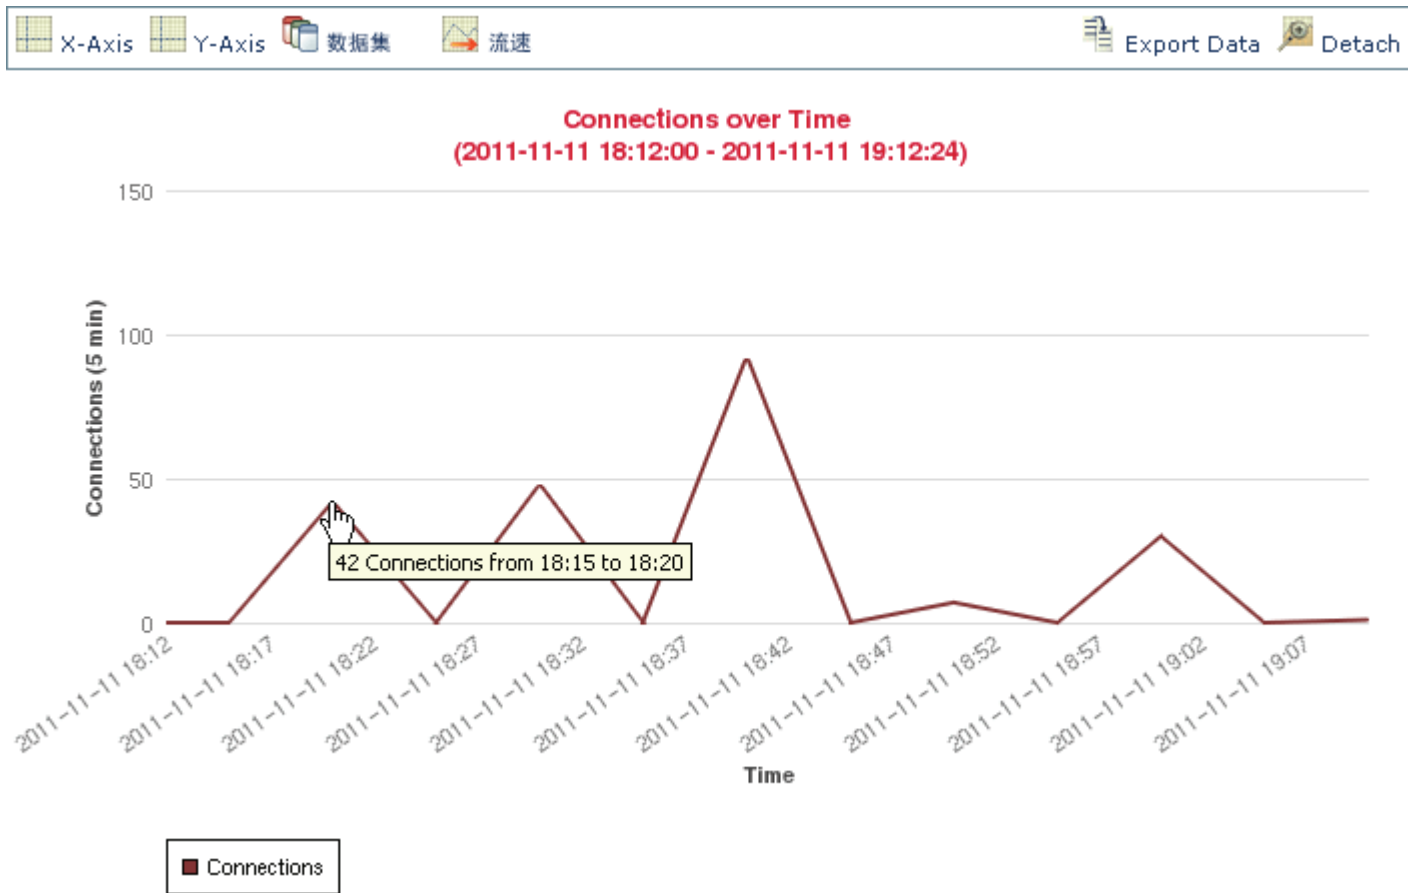 X-Axis Y-Axis 数据集 流速 Export Data Detach
Connections over Time
(2011-11-11 18:12:00 - 2011-11-11 19:12:24)
150
100
50
0
Connections (5 min)
42 Connections from 18:15 to 18:20
2011-11-11 18:12
2011-11-11 18:17
2011-11-11 18:22
2011-11-11 18:27
2011-11-11 18:32
2011-11-11 18:37
2011-11-11 18:42
2011-11-11 18:47
2011-11-11 18:52
2011-11-11 18:57
2011-11-11 19:02
2011-11-11 19:07
Time
Connections